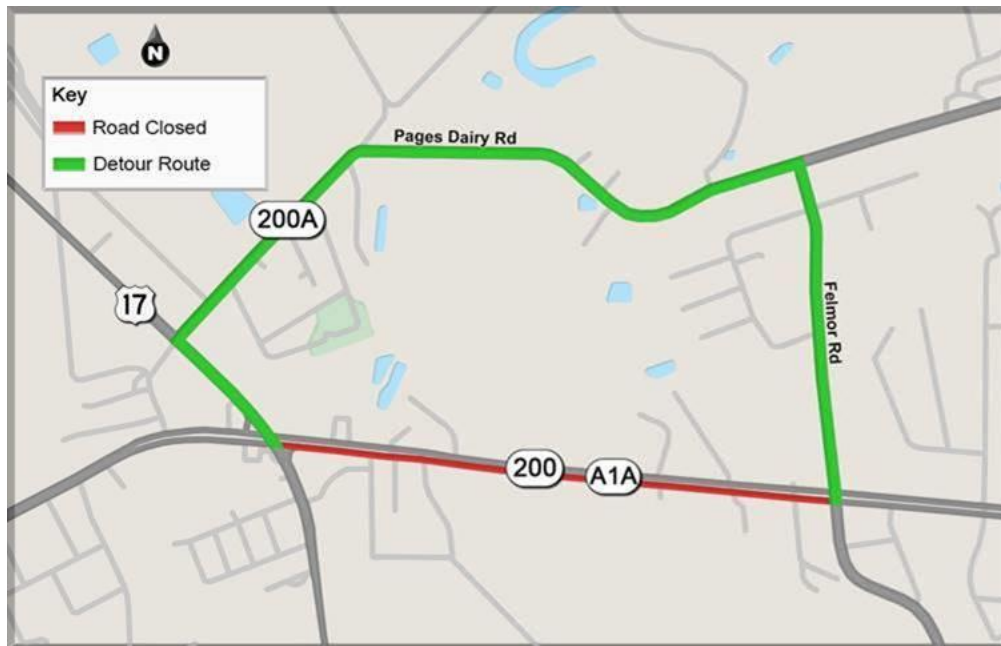 N
Key
Road Closed
Detour Route
Pages Dairy Rd
200A
17
Felmor Rd
200
A1A